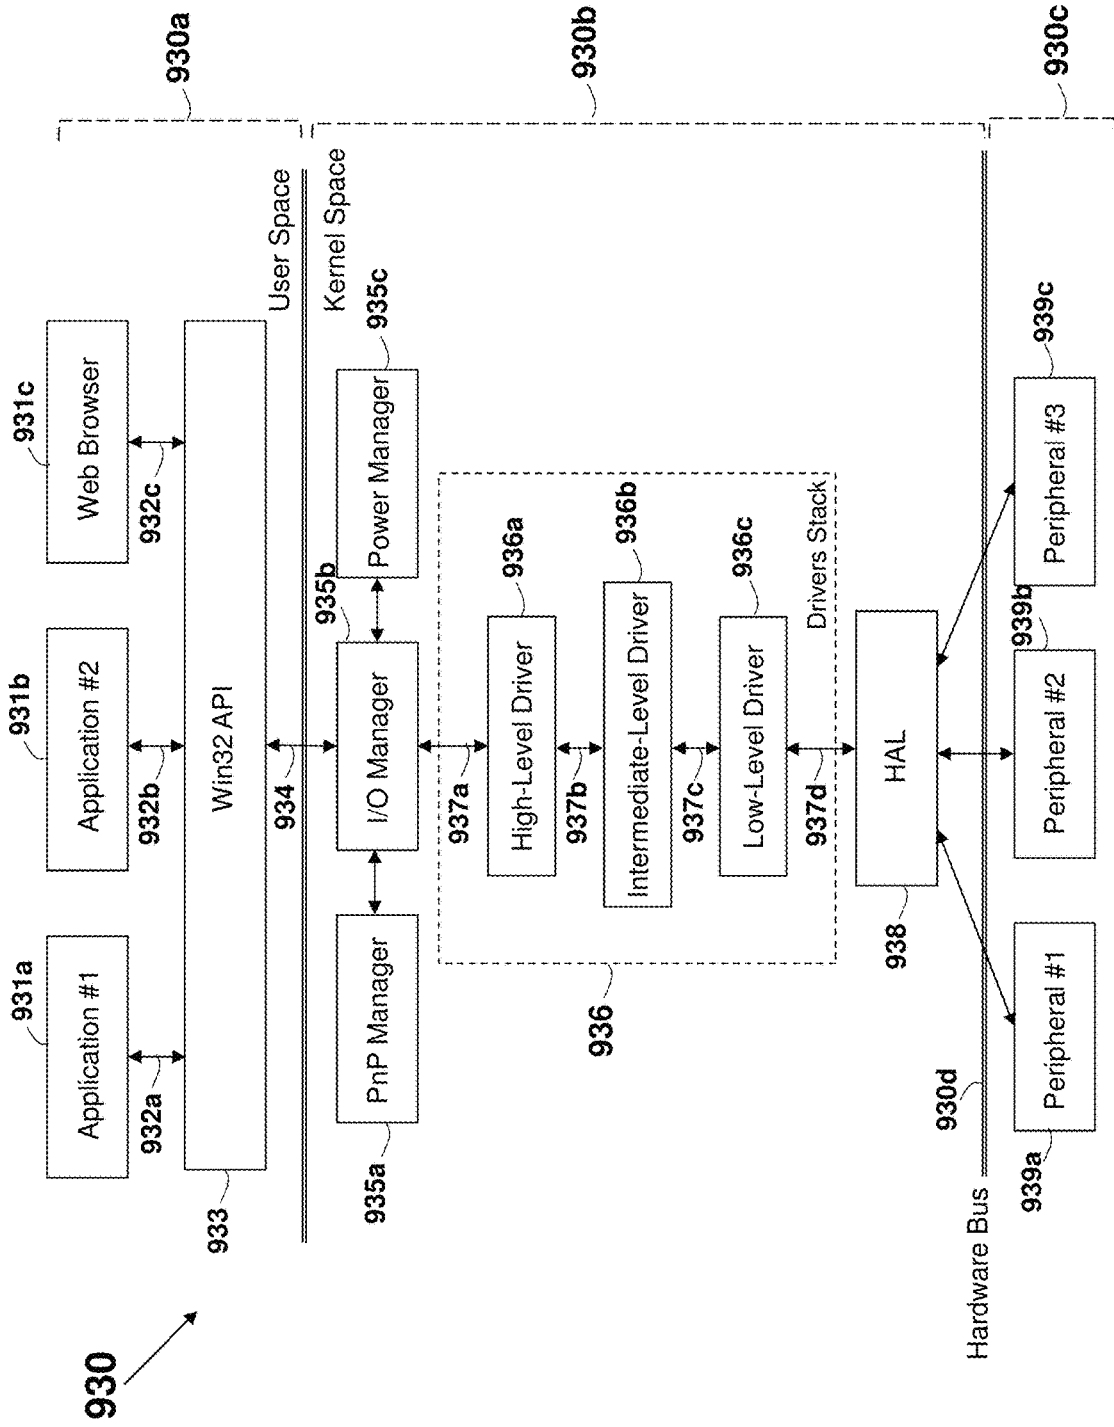 930
931a
931b
931c
Application #1
Application #2
Web Browser
930a
932a
932b
932c
933
Win32 API
User Space
934
Kernel Space
935a
935b
935c
PnP Manager
I/O Manager
Power Manager
937a
936a
High-Level Driver
930b
937b
936b
936
Intermediate-Level Driver
937c
936c
Low-Level Driver
Drivers Stack
937d
938
HAL
930d
Hardware Bus
939a
939b
939c
Peripheral #1
Peripheral #2
Peripheral #3
930c